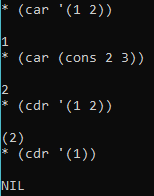 * (car '(1 2))
1
* (car (cons 2 3))
2
* (cdr '(1 2))
(2)
* (cdr '(1))
NIL